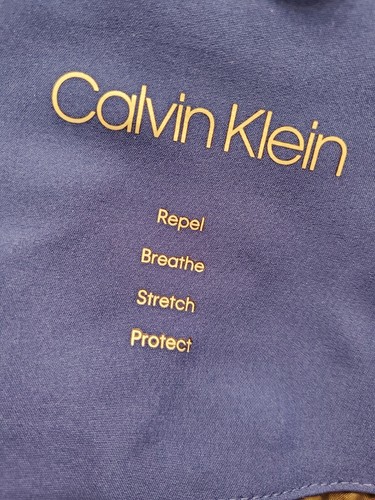 Calvin Klein
Repel
Breathe
Stretch
Protect